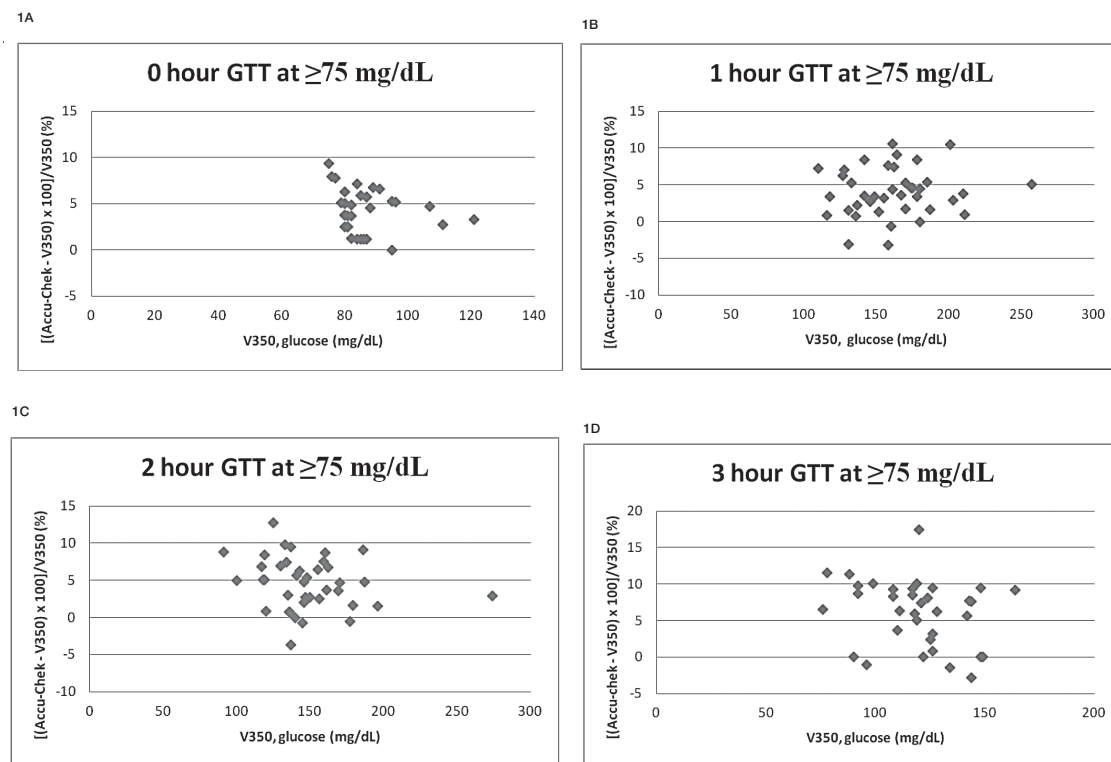 1A
0 hour GTT at ≥75 mg/dL
[(Accu-Chek - V350) x 100]/V350 (%)
15
10
5
0
-5
0 20 40 60 80 100 120 140
V350, glucose (mg/dL)
1B
1 hour GTT at ≥75 mg/dL
[(Accu-Check - V350) x 100]/V350 (%)
15
10
5
0
-5
-10
0 50 100 150 200 250 300
V350, glucose (mg/dL)
1C
2 hour GTT at ≥75 mg/dL
[(Accu-Chek - V350) x 100]/V350 (%)
15
10
5
0
-5
-10
0 50 100 150 200 250 300
V350, glucose (mg/dL)
1D
3 hour GTT at ≥75 mg/dL
[(Accu-chek - V350) x 100]/V350 (%)
20
15
10
5
0
-5
0 50 100 150 200
V350, glucose (mg/dL)